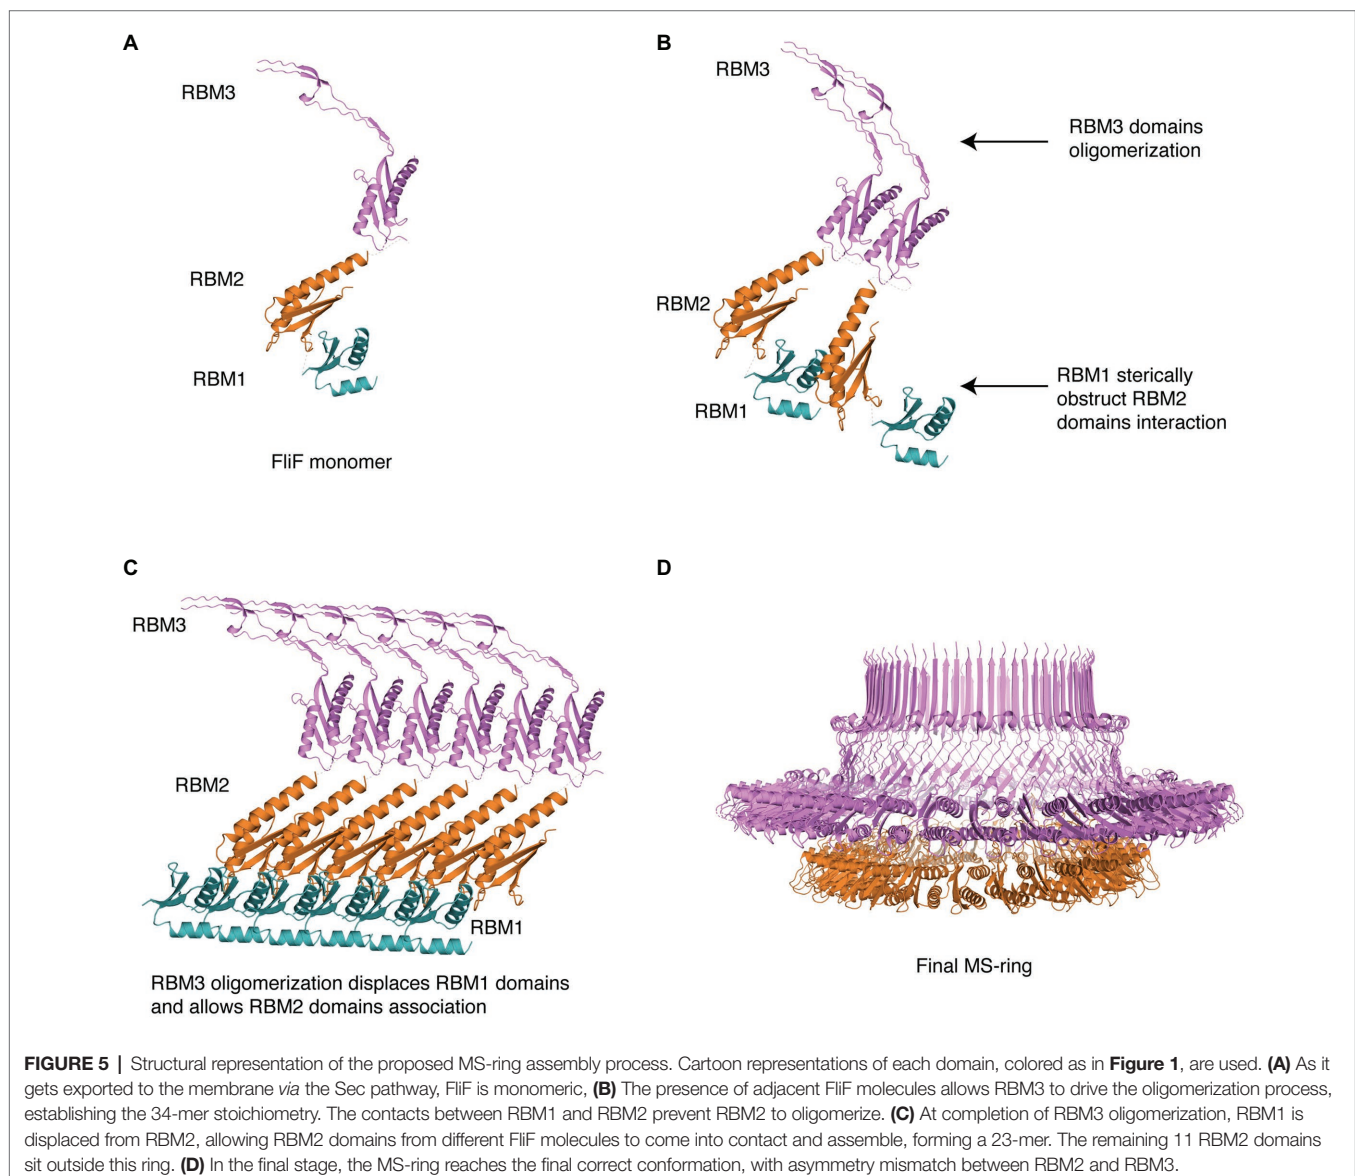 A
RBM3
RBM2
RBM1
FliF monomer
B
RBM3
RBM3 domains
oligomerization
RBM2
RBM1
RBM1 sterically
obstruct RBM2
domains interaction
C
RBM3
RBM2
RBM1
RBM3 oligomerization displaces RBM1 domains
and allows RBM2 domains association
D
Final MS-ring
FIGURE 5 | Structural representation of the proposed MS-ring assembly process. Cartoon representations of each domain, colored as in Figure 1, are used. (A) As it
gets exported to the membrane via the Sec pathway, FliF is monomeric, (B) The presence of adjacent FliF molecules allows RBM3 to drive the oligomerization process,
establishing the 34-mer stoichiometry. The contacts between RBM1 and RBM2 prevent RBM2 to oligomerize. (C) At completion of RBM3 oligomerization, RBM1 is
displaced from RBM2, allowing RBM2 domains from different FliF molecules to come into contact and assemble, forming a 23-mer. The remaining 11 RBM2 domains
sit outside this ring. (D) In the final stage, the MS-ring reaches the final correct conformation, with asymmetry mismatch between RBM2 and RBM3.